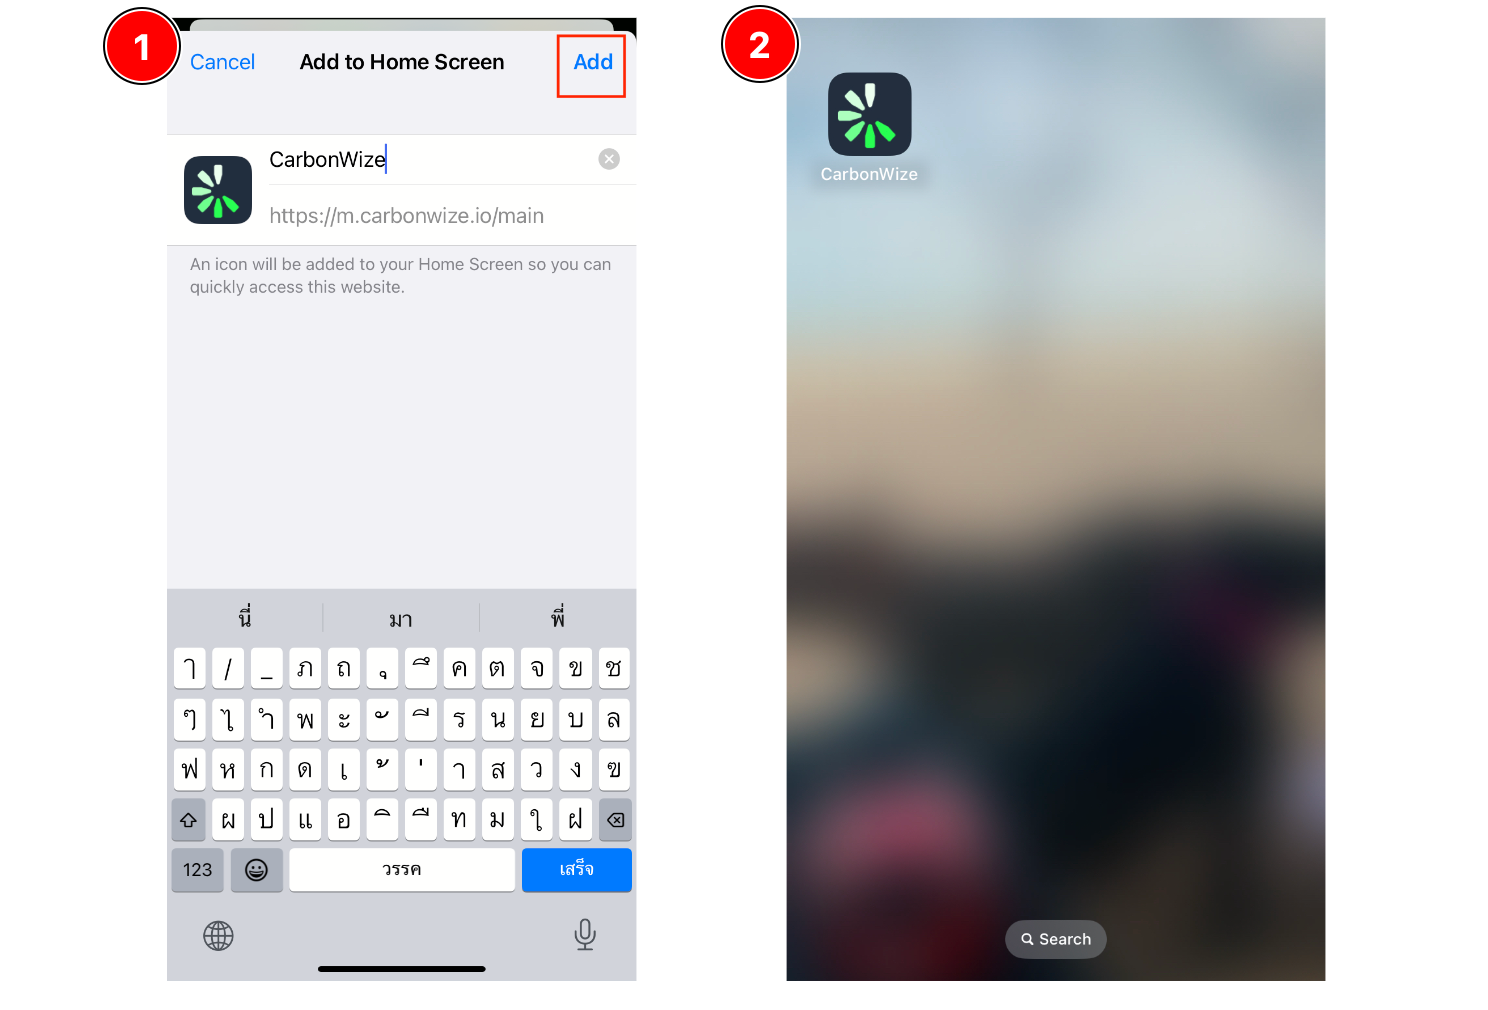 1
Cancel
Add to Home Screen
Add
CarbonWize
https://m.carbonwize.io/main
An icon will be added to your Home Screen so you can
quickly access this website.
นี่ มา พี่
ๅ / _ ภ ถ ุ ึ ค ต จ ข ช
ๆ ไ ำ พ ะ ั ี ร น ย บ ล
ฟ ห ก ด เ ้ ่ า ส ว ง ฃ
ผ ป แ อ ิ ื ท ม ใ ฝ
123 วรรค เสร็จ
2
CarbonWize
Search